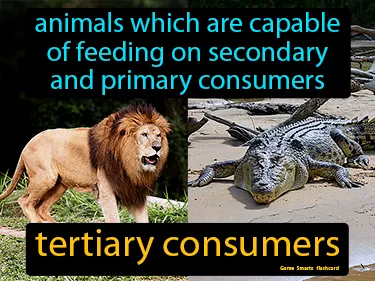 animals which are capable
of feeding on secondary
and primary consumers
tertiary consumers
Game Smartz flashcard